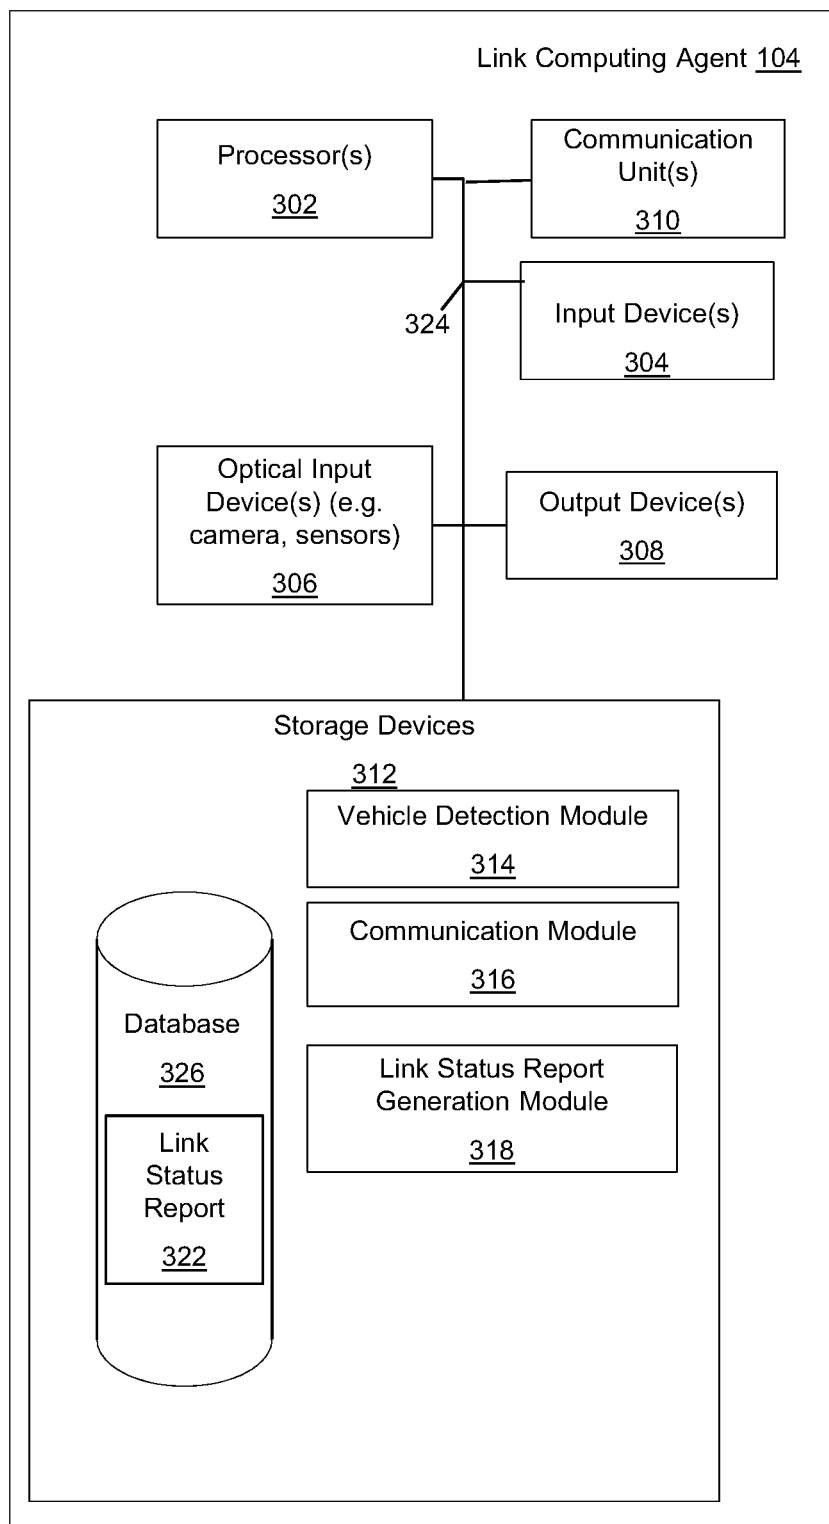 Link Computing Agent 104
Processor(s)
302
Communication
Unit(s)
310
324
Input Device(s)
304
Optical Input
Device(s) (e.g.
camera, sensors)
306
Output Device(s)
308
Storage Devices
312
Vehicle Detection Module
314
Communication Module
316
Database
326
Link Status Report
Generation Module
318
Link
Status
Report
322